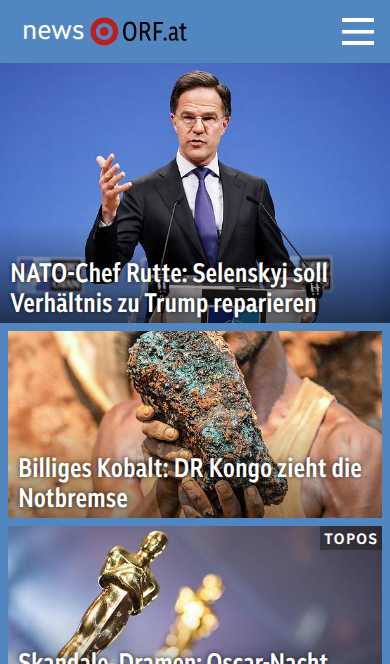 news ORF.at
NATO-Chef Rutte: Selenskyj soll
Verhältnis zu Trump reparieren
Billiges Kobalt: DR Kongo zieht die
Notbremse
TOPOS
Skandale, Dramen: Oscar-Nacht